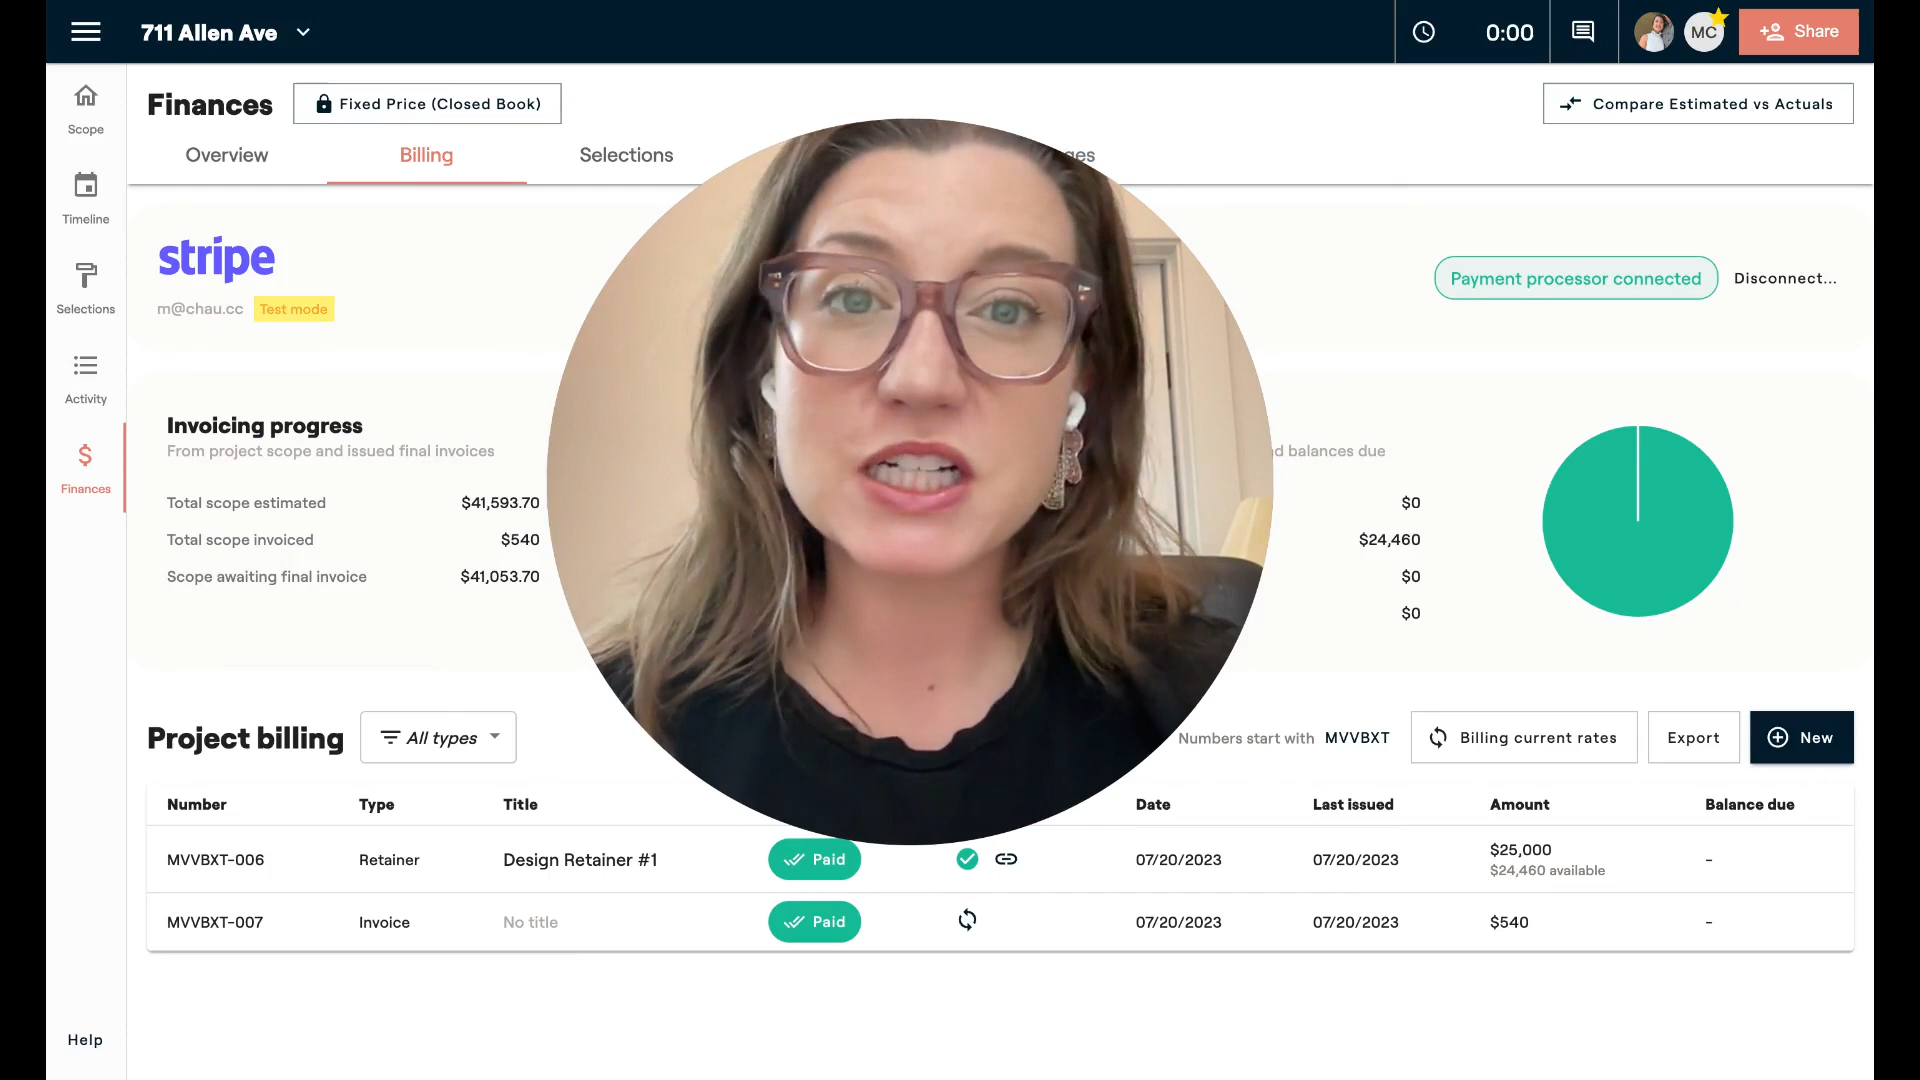 711 Allen Ave
0:00
MC
Share
Scope
Timeline
Selections
Activity
Finances
Help
Finances
Fixed Price (Closed Book)
Compare Estimated vs Actuals
Overview
Billing
Selections
stripe
m@chau.cc
Test mode
Payment processor connected
Disconnect...
Invoicing progress
From project scope and issued final invoices
Total scope estimated $41,593.70
Total scope invoiced $540
Scope awaiting final invoice $41,053.70
balances due
$0
$24,460
$0
$0
Project billing
All types
Numbers start with MVVBXT
Billing current rates
Export
New
Number Type Title Date Last issued Amount Balance due
MVVBXT-006 Retainer Design Retainer #1 Paid 07/20/2023 07/20/2023 $25,000 -
$24,460 available
MVVBXT-007 Invoice No title Paid 07/20/2023 07/20/2023 $540 -